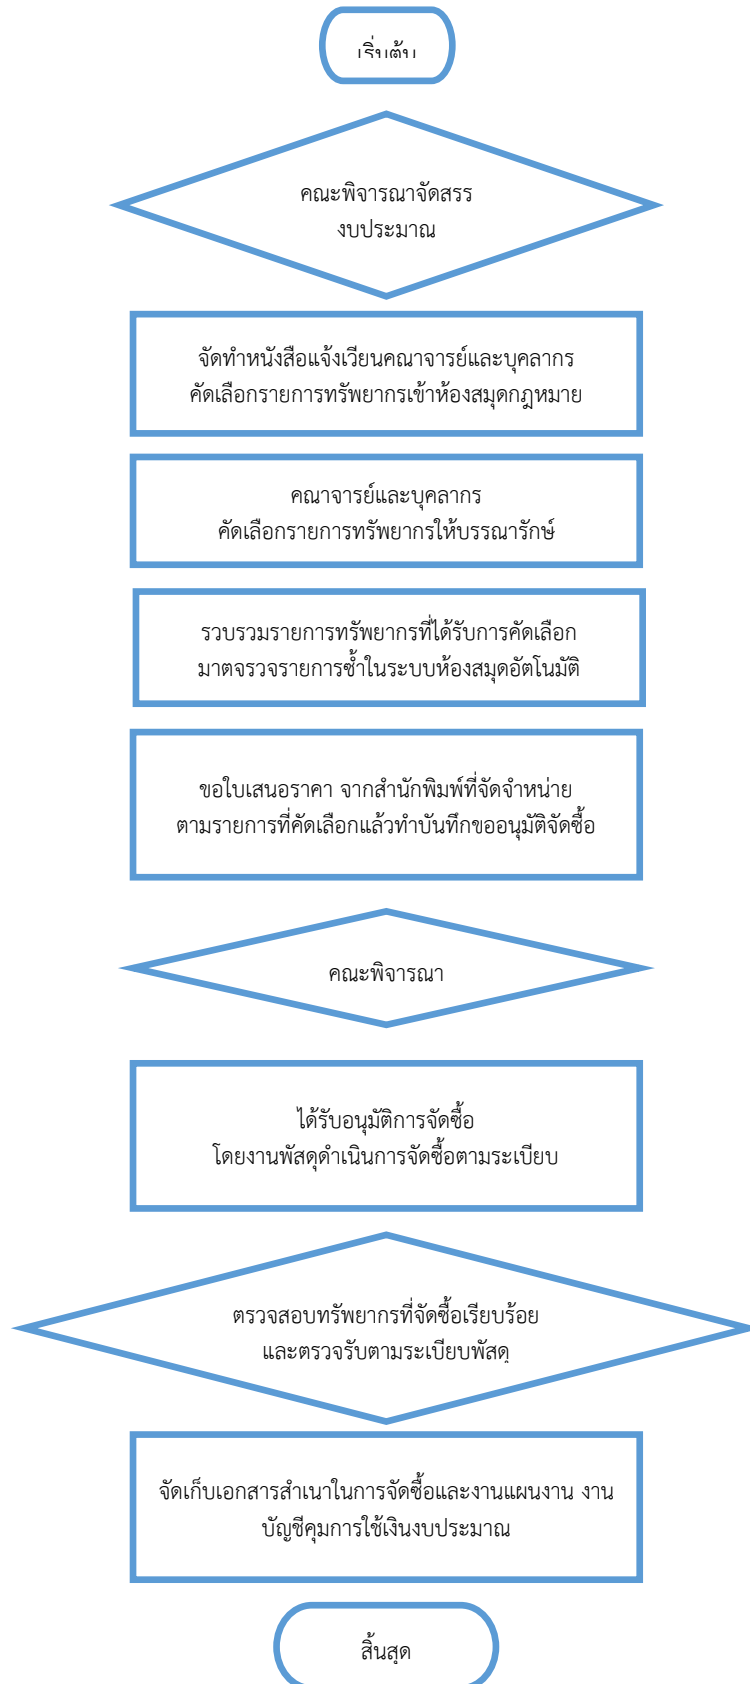 เริ่มต้น
คณะพิจารณาจัดสรร
งบประมาณ
จัดทำหนังสือแจ้งเวียนคณาจารย์และบุคลากร
คัดเลือกรายการทรัพยากรเข้าห้องสมุดกฎหมาย
คณาจารย์และบุคลากร
คัดเลือกรายการทรัพยากรให้บรรณารักษ์
รวบรวมรายการทรัพยากรที่ได้รับการคัดเลือก
มาตจรวจรายการซ้ำในระบบห้องสมุดอัตโนมัติ
ขอใบเสนอราคา จากสำนักพิมพ์ที่จัดจำหน่าย
ตามรายการที่คัดเลือกแล้วทำบันทึกขออนุมัติจัดซื้อ
คณะพิจารณา
ได้รับอนุมัติการจัดซื้อ
โดยงานพัสดุดำเนินการจัดซื้อตามระเบียบ
ตรวจสอบทรัพยากรที่จัดซื้อเรียบร้อย
และตรวจรับตามระเบียบพัสดุ
จัดเก็บเอกสารสำเนาในการจัดซื้อและงานแผนงาน งาน
บัญชีคุมการใช้เงินงบประมาณ
สิ้นสุด